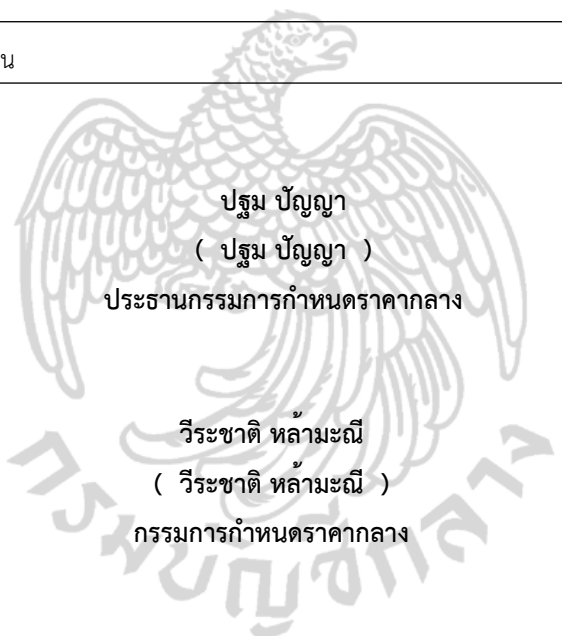 น
ปฐม ปัญญา
( ปฐม ปัญญา )
ประธานกรรมการกำหนดราคากลาง
วีระชาติ หล้ามะณี
( วีระชาติ หล้ามะณี )
กรรมการกำหนดราคากลาง
กรมบัญชีกลาง